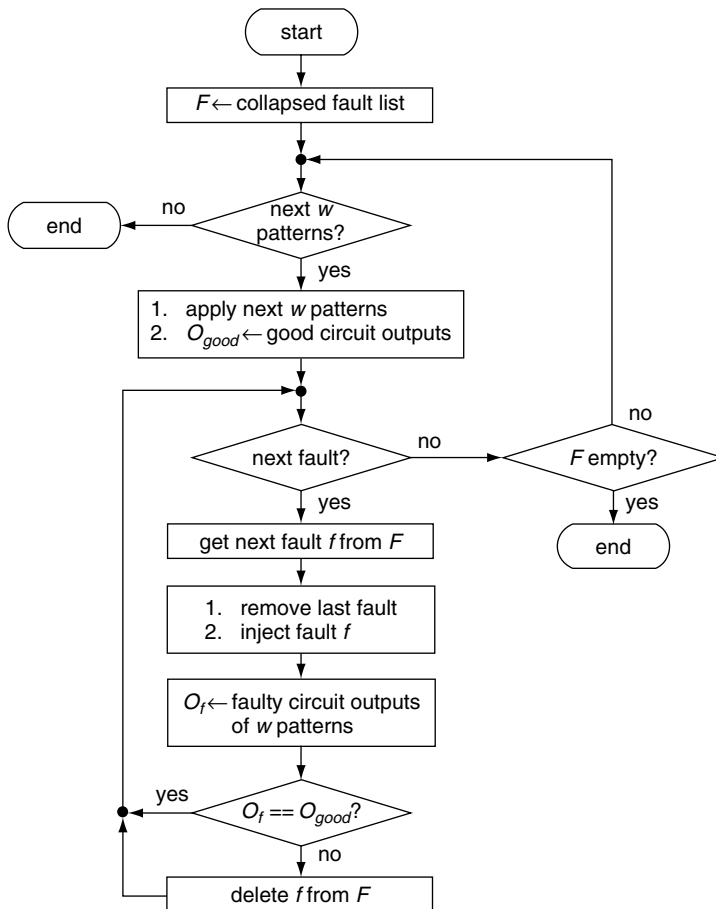 start
F ← collapsed fault list
next w
patterns?
no
end
yes
1. apply next w patterns
2. O_good ← good circuit outputs
next fault?
no
F empty?
no
yes
end
yes
get next fault f from F
1. remove last fault
2. inject fault f
O_f ← faulty circuit outputs
of w patterns
O_f == O_good?
yes
no
delete f from F